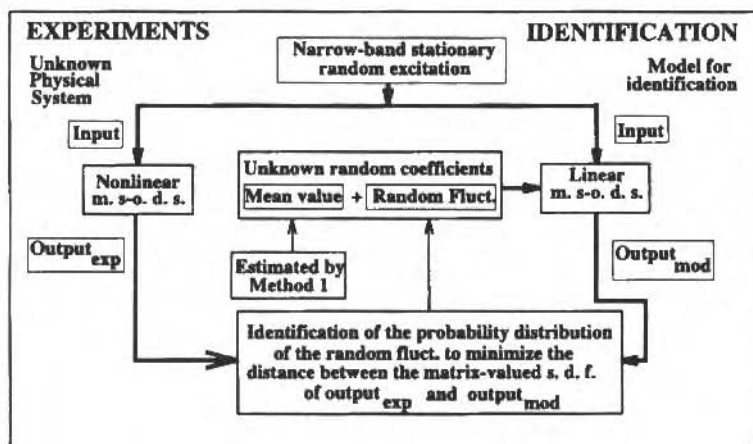 EXPERIMENTS
IDENTIFICATION
Narrow-band stationary
random excitation
Unknown
Physical
System
Model for
identification
Input
Input
Nonlinear
m. s-o. d. s.
Unknown random coefficients
Mean value + Random Fluct.
Linear
m. s-o. d. s.
Output exp
Estimated by
Method 1
Output mod
Identification of the probability distribution
of the random fluct. to minimize the
distance between the matrix-valued s. d. f.
of output exp and output mod